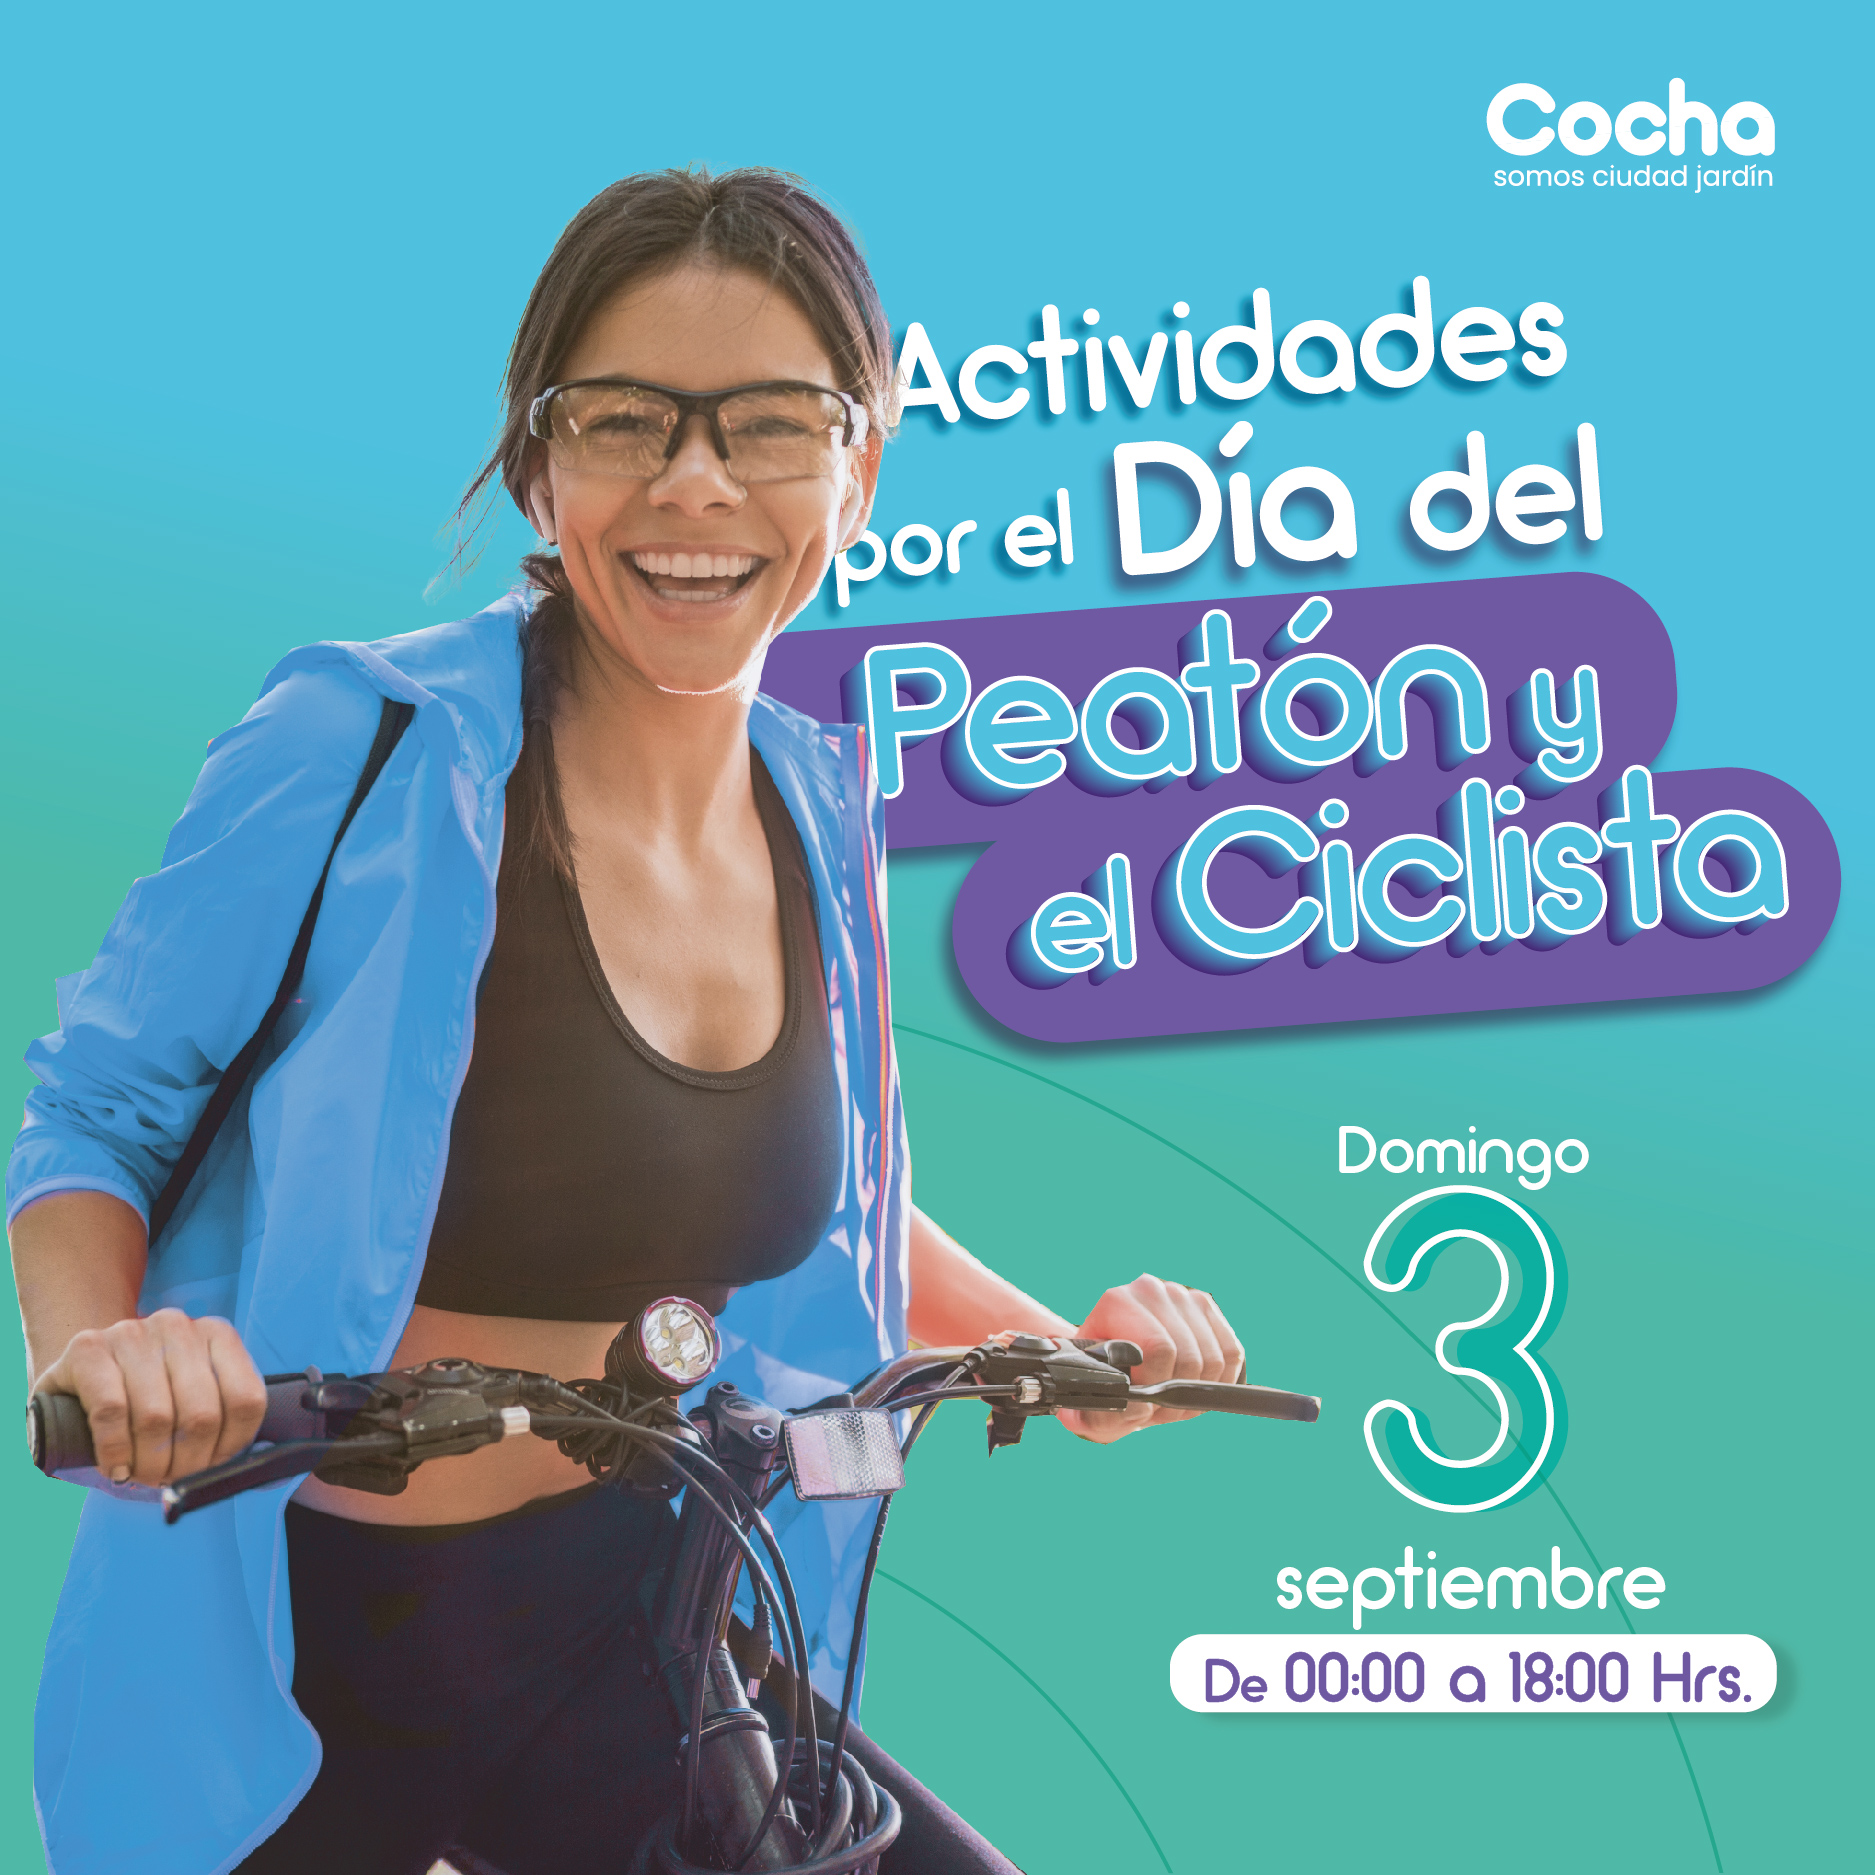 Cocha
somos ciudad jardín
Actividades
por el Día del
Peatón y
el Ciclista
Domingo
3
septiembre
De 00:00 a 18:00 Hrs.